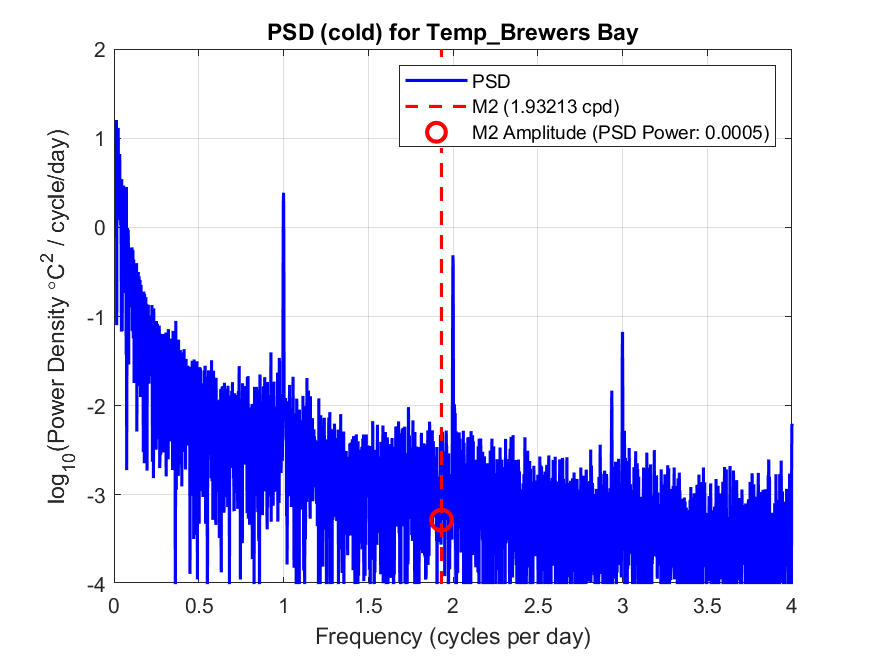 PSD (cold) for Temp_Brewers Bay
PSD
M2 (1.93213 cpd)
M2 Amplitude (PSD Power: 0.0005)
log10(Power Density °C2 / cycle/day)
2
1
0
-1
-2
-3
-4
0 0.5 1 1.5 2 2.5 3 3.5 4
Frequency (cycles per day)